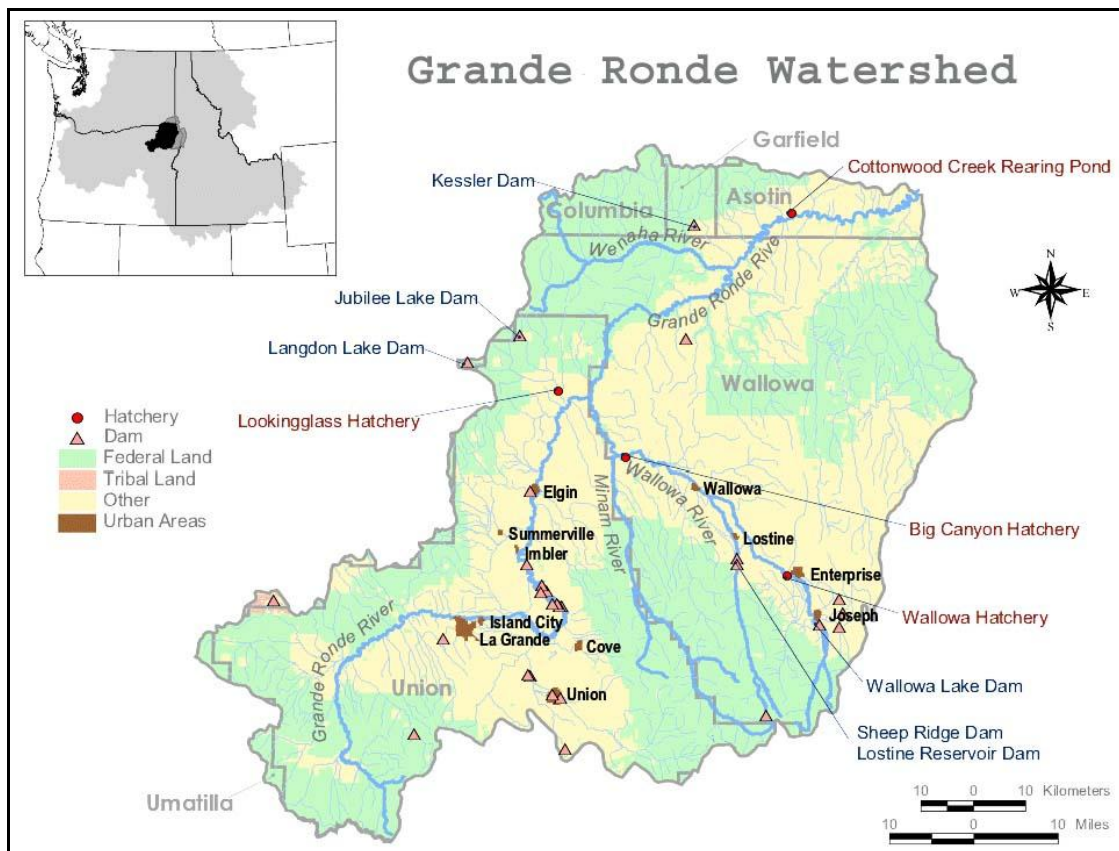 Grande Ronde Watershed
Garfield
Cottonwood Creek Rearing Pond
Kessler Dam
Asotin
Columbia
Wenaha River
N
W E
S
Grande Ronde Rive
Jubilee Lake Dam
Langdon Lake Dam
Wallowa
Lookingglass Hatchery
Hatchery
Dam
Federal Land
Tribal Land
Other
Urban Areas
Elgin
Minam River
Wallowa River
Wallowa
Big Canyon Hatchery
Summerville
Imbler
Lostine
Enterprise
Wallowa Hatchery
Joseph
Grande Ronde River
Island City
La Grande
Cove
Union
Union
Wallowa Lake Dam
Sheep Ridge Dam
Lostine Reservoir Dam
Umatilla
10 0 10 Kilometers
10 0 10 Miles